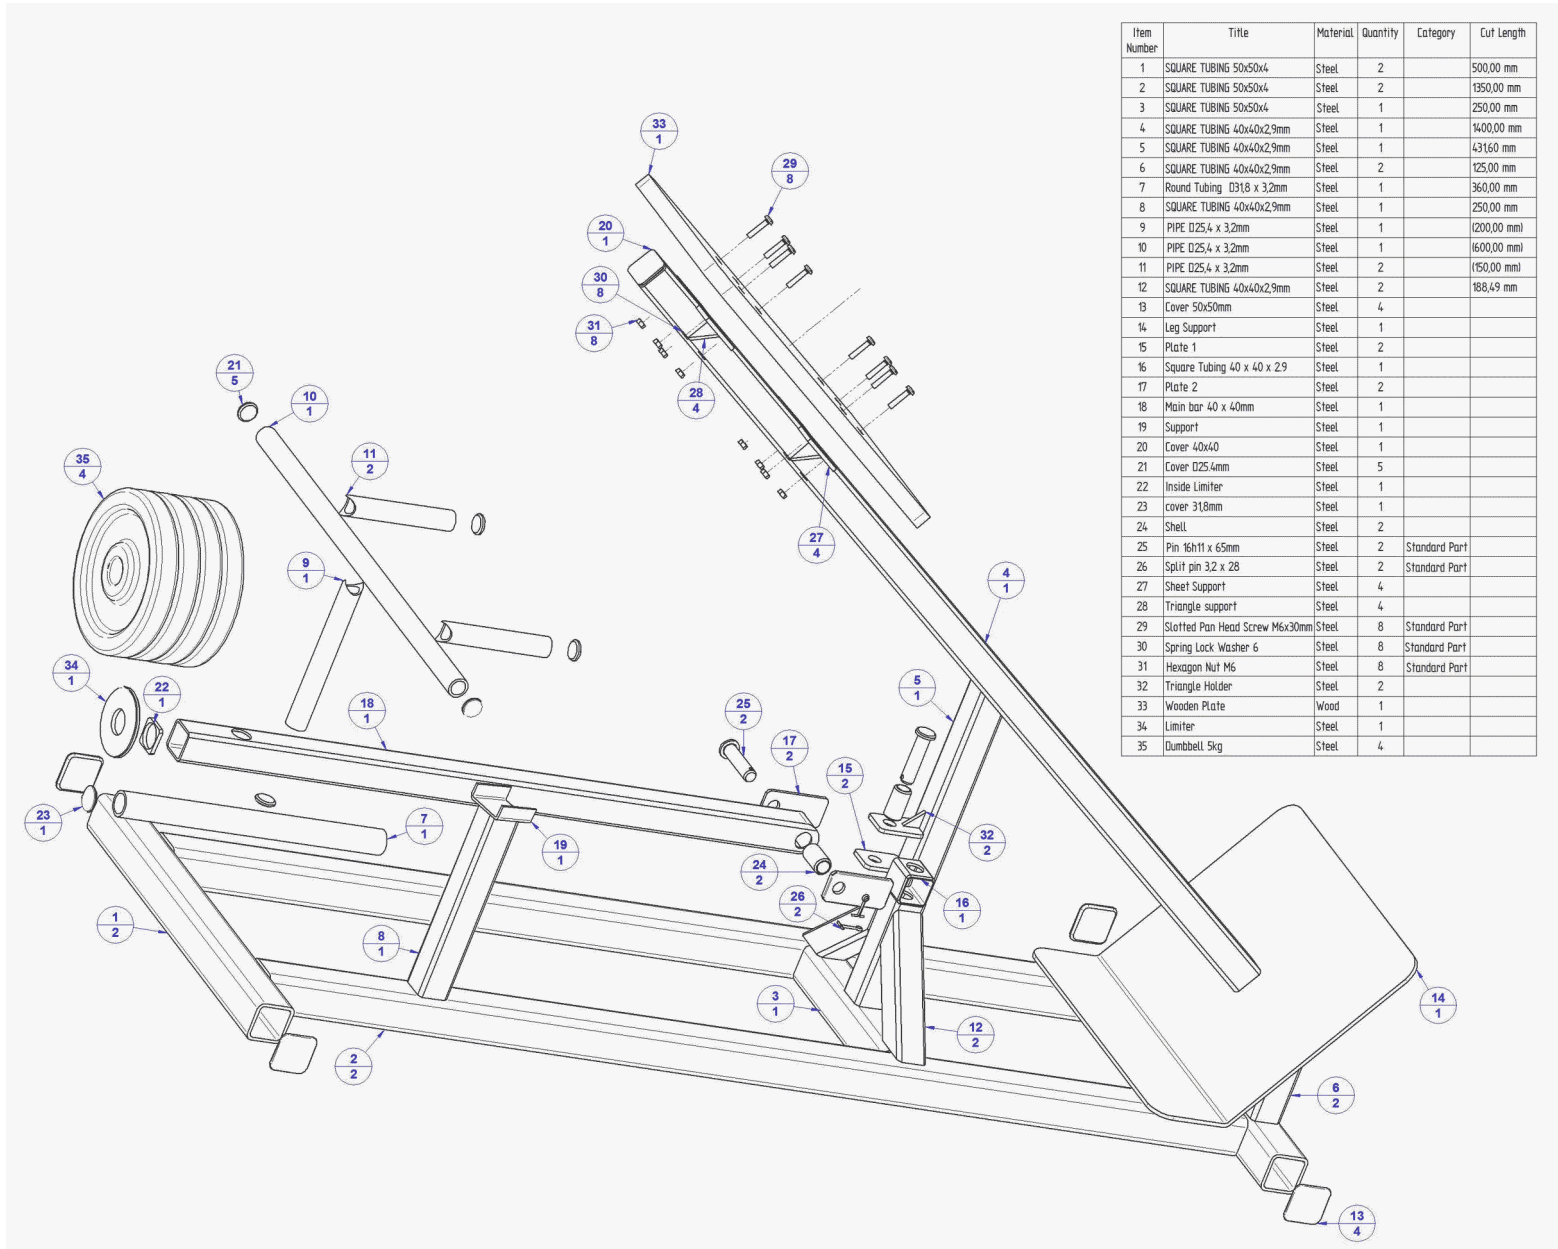 Item Number Title Material Quantity Category Cut Length
1 SQUARE TUBING 50x50x4 Steel 2 500,00 mm
2 SQUARE TUBING 50x50x4 Steel 2 1350,00 mm
3 SQUARE TUBING 50x50x4 Steel 1 250,00 mm
4 SQUARE TUBING 40x40x2,9mm Steel 1 1400,00 mm
5 SQUARE TUBING 40x40x2,9mm Steel 1 431,60 mm
6 SQUARE TUBING 40x40x2,9mm Steel 2 125,00 mm
7 Round Tubing □31,8 x 3,2mm Steel 1 360,00 mm
8 SQUARE TUBING 40x40x2,9mm Steel 1 250,00 mm
9 PIPE □25,4 x 3,2mm Steel 1 (200,00 mm)
10 PIPE □25,4 x 3,2mm Steel 1 (600,00 mm)
11 PIPE □25,4 x 3,2mm Steel 2 (150,00 mm)
12 SQUARE TUBING 40x40x2,9mm Steel 2 188,49 mm
13 Cover 50x50mm Steel 4
14 Leg Support Steel 1
15 Plate 1 Steel 2
16 Square Tubing 40 x 40 x 2.9 Steel 1
17 Plate 2 Steel 2
18 Main bar 40 x 40mm Steel 1
19 Support Steel 1
20 Cover 40x40 Steel 1
21 Cover □25.4mm Steel 5
22 Inside Limiter Steel 1
23 cover 31,8mm Steel 1
24 Shell Steel 2
25 Pin 16h11 x 65mm Steel 2 Standard Part
26 Split pin 3,2 x 28 Steel 2 Standard Part
27 Sheet Support Steel 4
28 Triangle support Steel 4
29 Slotted Pan Head Screw M6x30mm Steel 8 Standard Part
30 Spring Lock Washer 6 Steel 8 Standard Part
31 Hexagon Nut M6 Steel 8 Standard Part
32 Triangle Holder Steel 2
33 Wooden Plate Wood 1
34 Limiter Steel 1
35 Dumbbell 5kg Steel 4
33
1
29
8
20
1
30
8
31
8
21
5
28
4
10
1
11
2
35
4
27
4
9
1
4
1
34
1
22
1
5
1
18
1
25
2
17
2
15
2
23
1
7
1
19
1
32
2
24
2
26
2
16
1
1
2
8
1
3
1
12
2
14
1
2
2
6
2
13
4